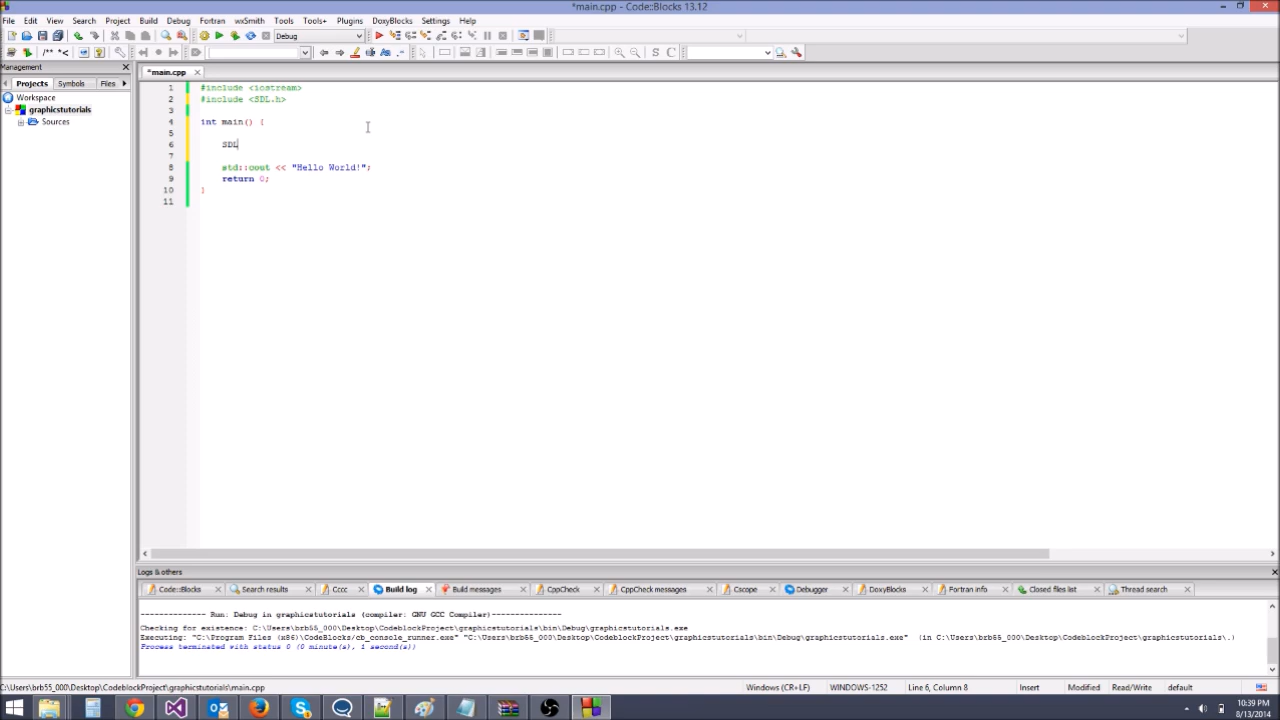 *main.cpp - Code::Blocks 13.12
File Edit View Search Project Build Debug Fortran wxSmith Tools Tools+ Plugins DoxyBlocks Settings Help
Debug
/** *<
S C
Management
*main.cpp
Projects Symbols Files
Workspace
graphicstutorials
Sources
1 #include <iostream>
2 #include <SDL.h>
3
4 int main() {
5
6 SDL
7
8 std::cout << "Hello World!";
9 return 0;
10 }
11
Logs & others
Code::Blocks Search results Cccc Build log Build messages CppCheck CppCheck messages Cscope Debugger DoxyBlocks Fortran info Closed files list Thread search
-------------- Run: Debug in graphicstutorials (compiler: GNU GCC Compiler)---------------
Checking for existence: C:\Users\brb55_000\Desktop\CodeblockProject\graphicstutorials\bin\Debug\graphicstutorials.exe
Executing: "C:\Program Files (x86)\CodeBlocks/cb_console_runner.exe" "C:\Users\brb55_000\Desktop\CodeblockProject\graphicstutorials\bin\Debug\graphicstutorials.exe" (in C:\Users\brb55_000\Desktop\CodeblockProject\graphicstutorials\.)
Process terminated with status 0 (0 minute(s), 1 second(s))
C:\Users\brb55_000\Desktop\CodeblockProject\graphicstutorials\main.cpp Windows (CR+LF) WINDOWS-1252 Line 6, Column 8 Insert Modified Read/Write default
10:39 PM
8/13/2014